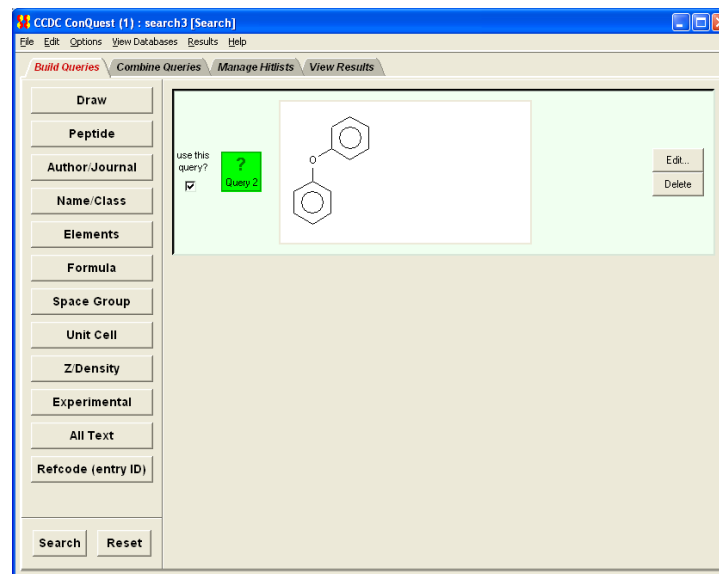 CCDC ConQuest (1) : search3 [Search]
File Edit Options View Databases Results Help
Build Queries Combine Queries Manage Hitlists View Results
Draw
Peptide
Author/Journal
Name/Class
Elements
Formula
Space Group
Unit Cell
Z/Density
Experimental
All Text
Refcode (entry ID)
Search Reset
use this
query?
?
Query 2
O
Edit...
Delete